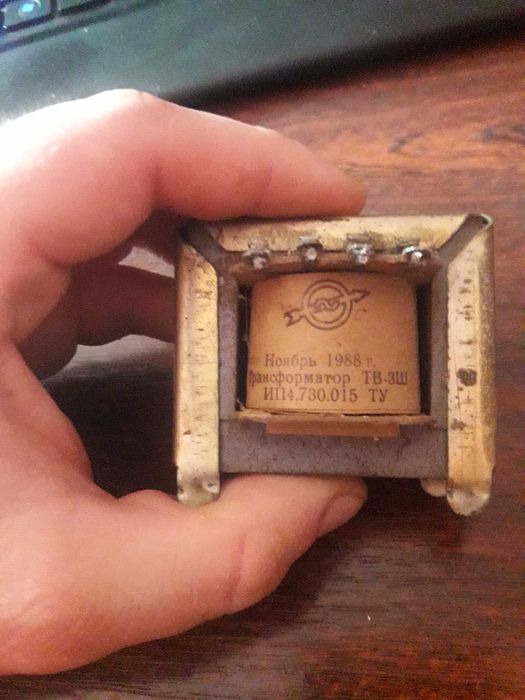 Ноябрь 1988 г.
Трансформатор ТВ-3Ш
ИП4.730.015 ТУ